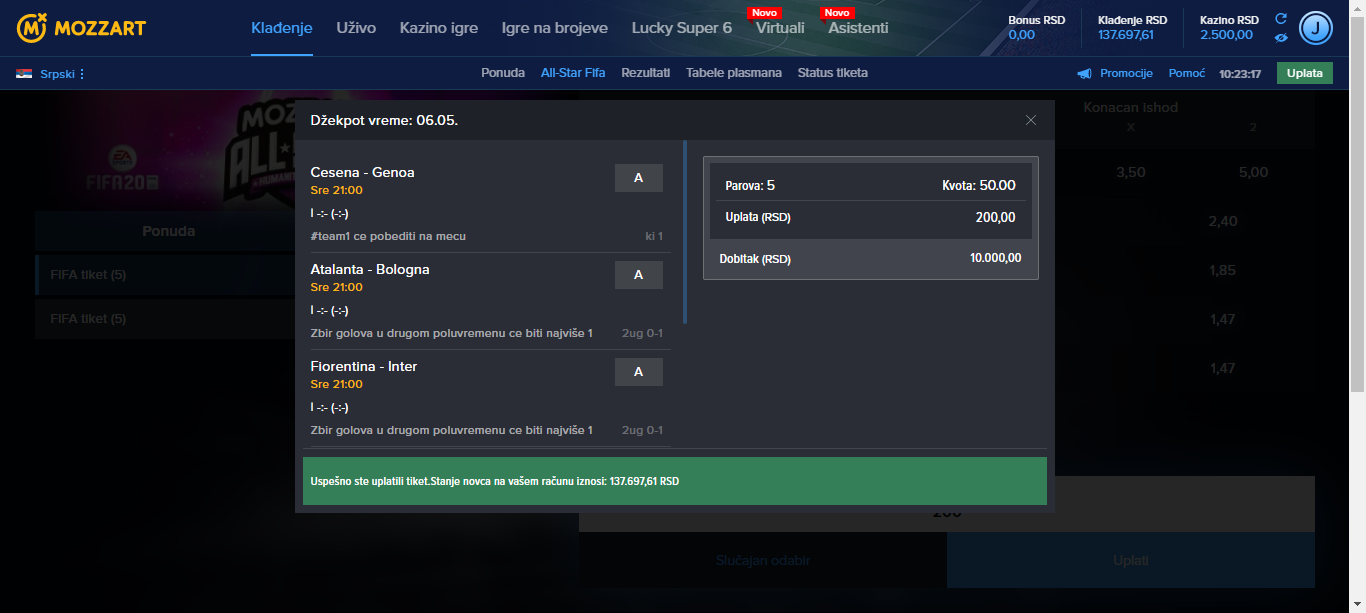 MOZZART
Klađenje
Uživo
Kazino igre
Igre na brojeve
Lucky Super 6
Novo
Virtuali
Novo
Asistenti
Bonus RSD
0,00
Klađenje RSD
137.697,61
Kazino RSD
2.500,00
J
Srpski
Ponuda
All-Star Fifa
Rezultati
Tabele plasmana
Status tiketa
Promocije
Pomoć
10:23:17
Uplata
EA SPORTS
FIFA20
Ponuda
FIFA tiket (5)
FIFA tiket (5)
Džekpot vreme: 06.05.
Cesena - Genoa
A
Sre 21:00
I -:- (-:-)
#team1 ce pobediti na mecu
ki 1
Atalanta - Bologna
A
Sre 21:00
I -:- (-:-)
Zbir golova u drugom poluvremenu ce biti najviše 1
2ug 0-1
Fiorentina - Inter
A
Sre 21:00
I -:- (-:-)
Zbir golova u drugom poluvremenu ce biti najviše 1
2ug 0-1
Parova: 5
Kvota: 50.00
Uplata (RSD)
200,00
Dobitak (RSD)
10.000,00
Uspešno ste uplatili tiket.Stanje novca na vašem računu iznosi: 137.697,61 RSD
Konacan ishod
X
2
3,50
5,00
2,40
1,85
1,47
1,47
200
Slučajan odabir
Uplati